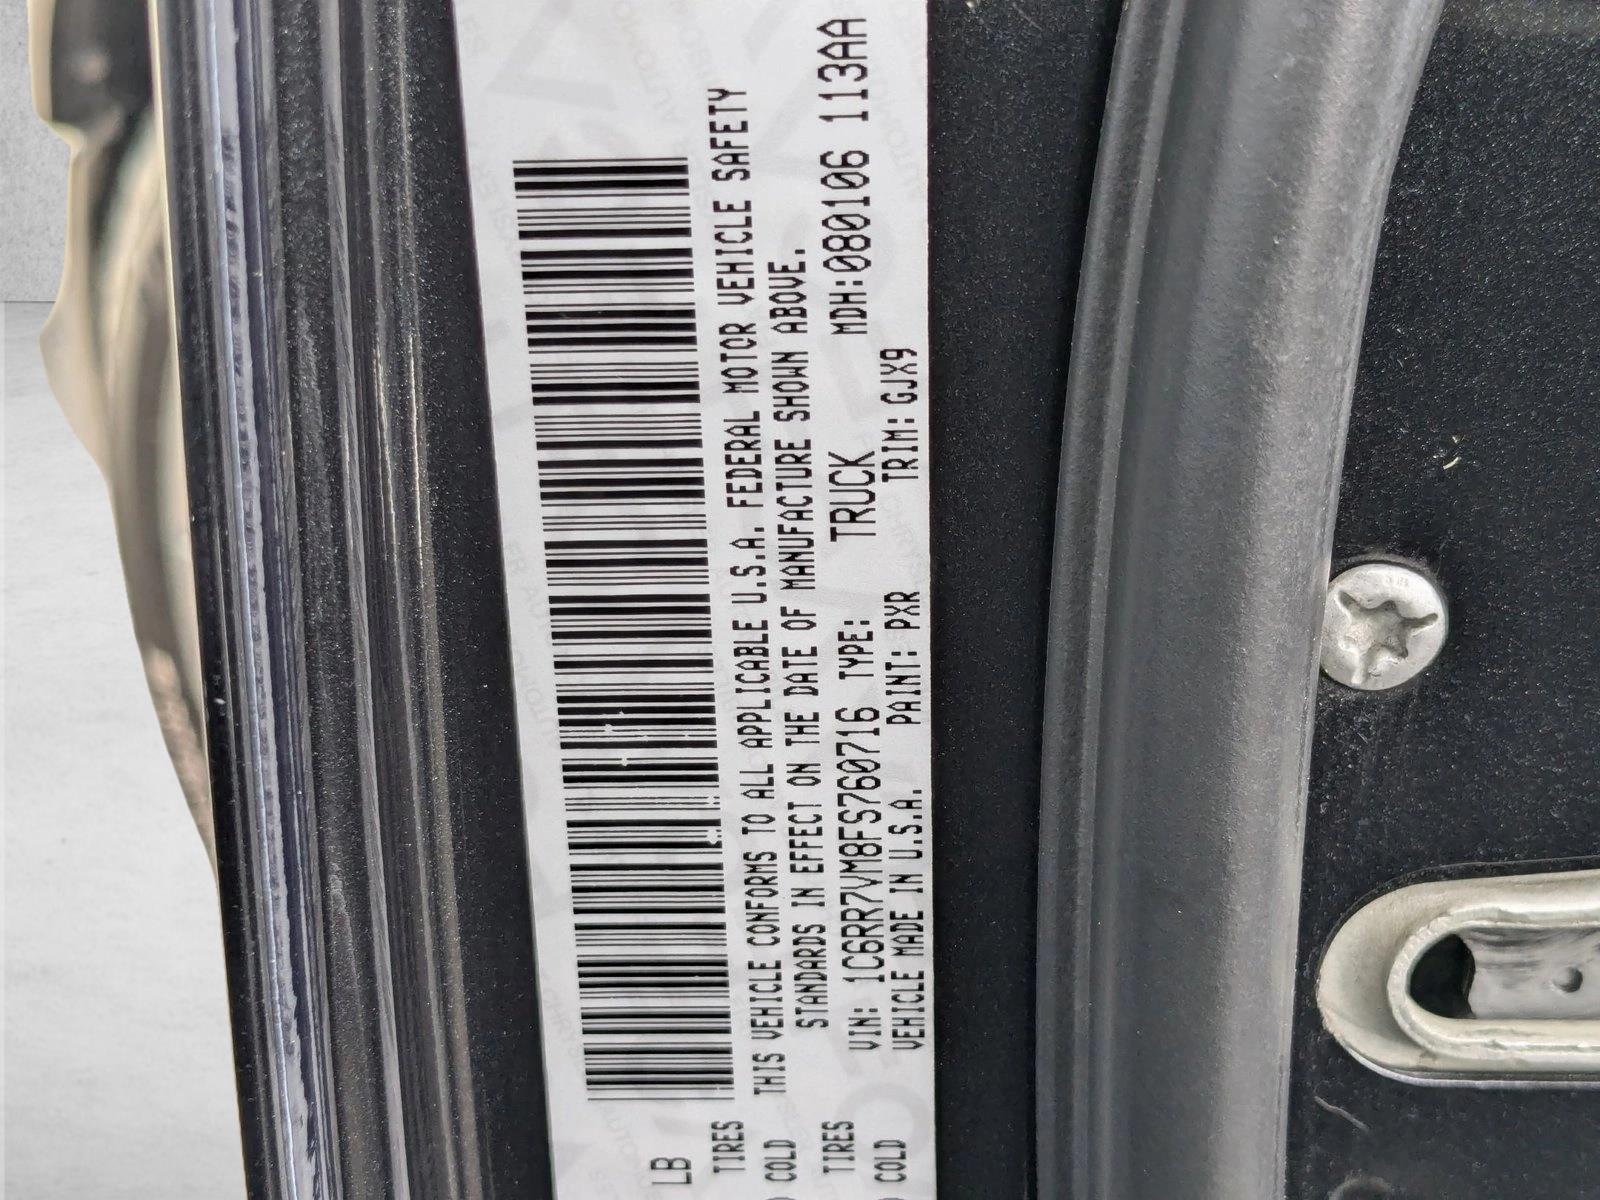 LB
TIRES
COLD
THIS VEHICLE CONFORMS TO ALL APPLICABLE U.S.A. FEDERAL MOTOR VEHICLE SAFETY
STANDARDS IN EFFECT ON THE DATE OF MANUFACTURE SHOWN ABOVE.
TIRES
COLD
VIN: 1C6RR7VM8FS760716 TYPE: TRUCK MDH:080106 113AA
VEHICLE MADE IN U.S.A. PAINT: PXR TRIM: GJX9